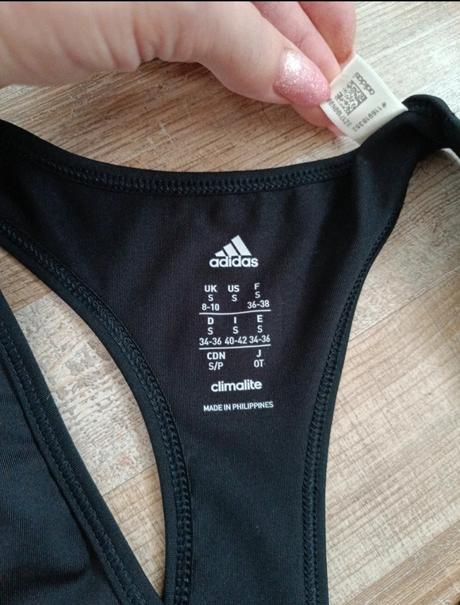 adidas
UK US F
S S S
8-10 36-38
D I E
S S S
34-36 40-42 34-36
CDN J
S/P OT
climalite
MADE IN PHILIPPINES
adidas